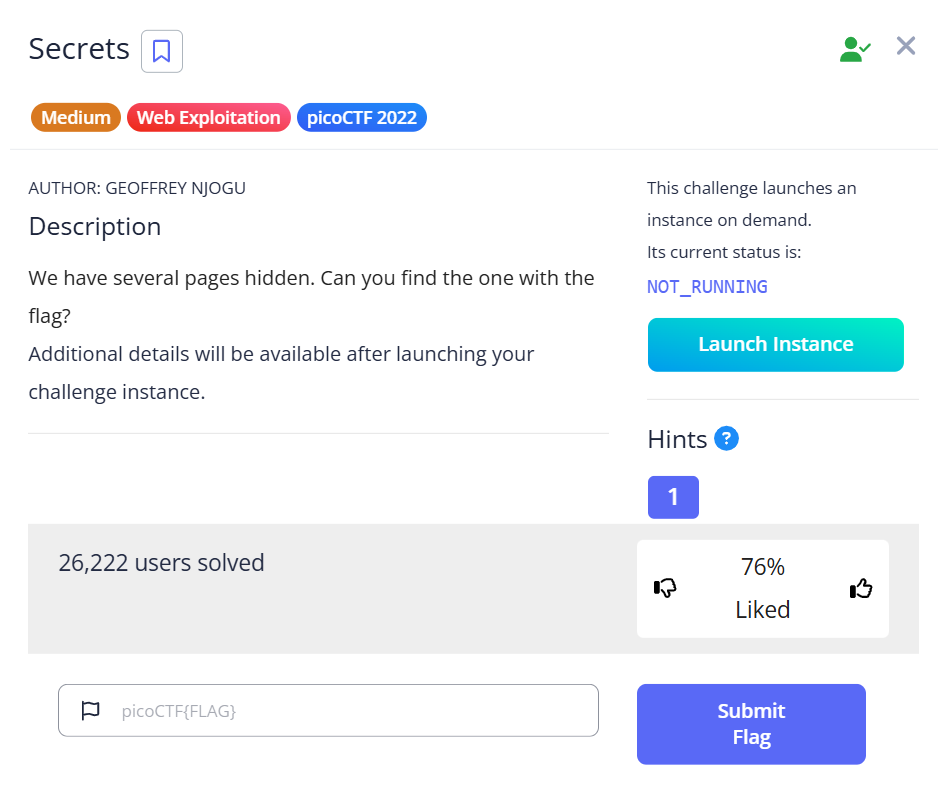 Secrets
Medium Web Exploitation picoCTF 2022
AUTHOR: GEOFFREY NJOGU
Description
We have several pages hidden. Can you find the one with the
flag?
Additional details will be available after launching your
challenge instance.
This challenge launches an
instance on demand.
Its current status is:
NOT_RUNNING
Launch Instance
Hints ?
1
26,222 users solved
76%
Liked
picoCTF{FLAG}
Submit
Flag